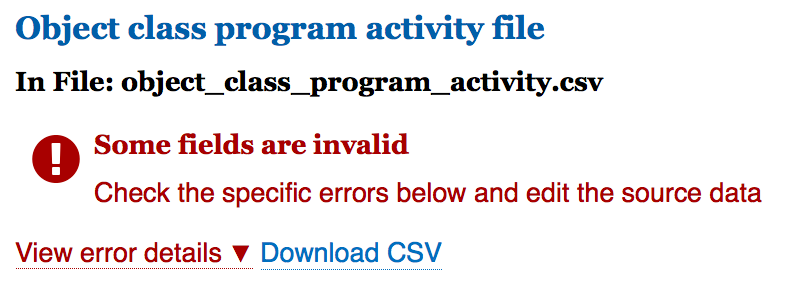 Object class program activity file
In File: object_class_program_activity.csv
Some fields are invalid
Check the specific errors below and edit the source data
View error details ▼ Download CSV